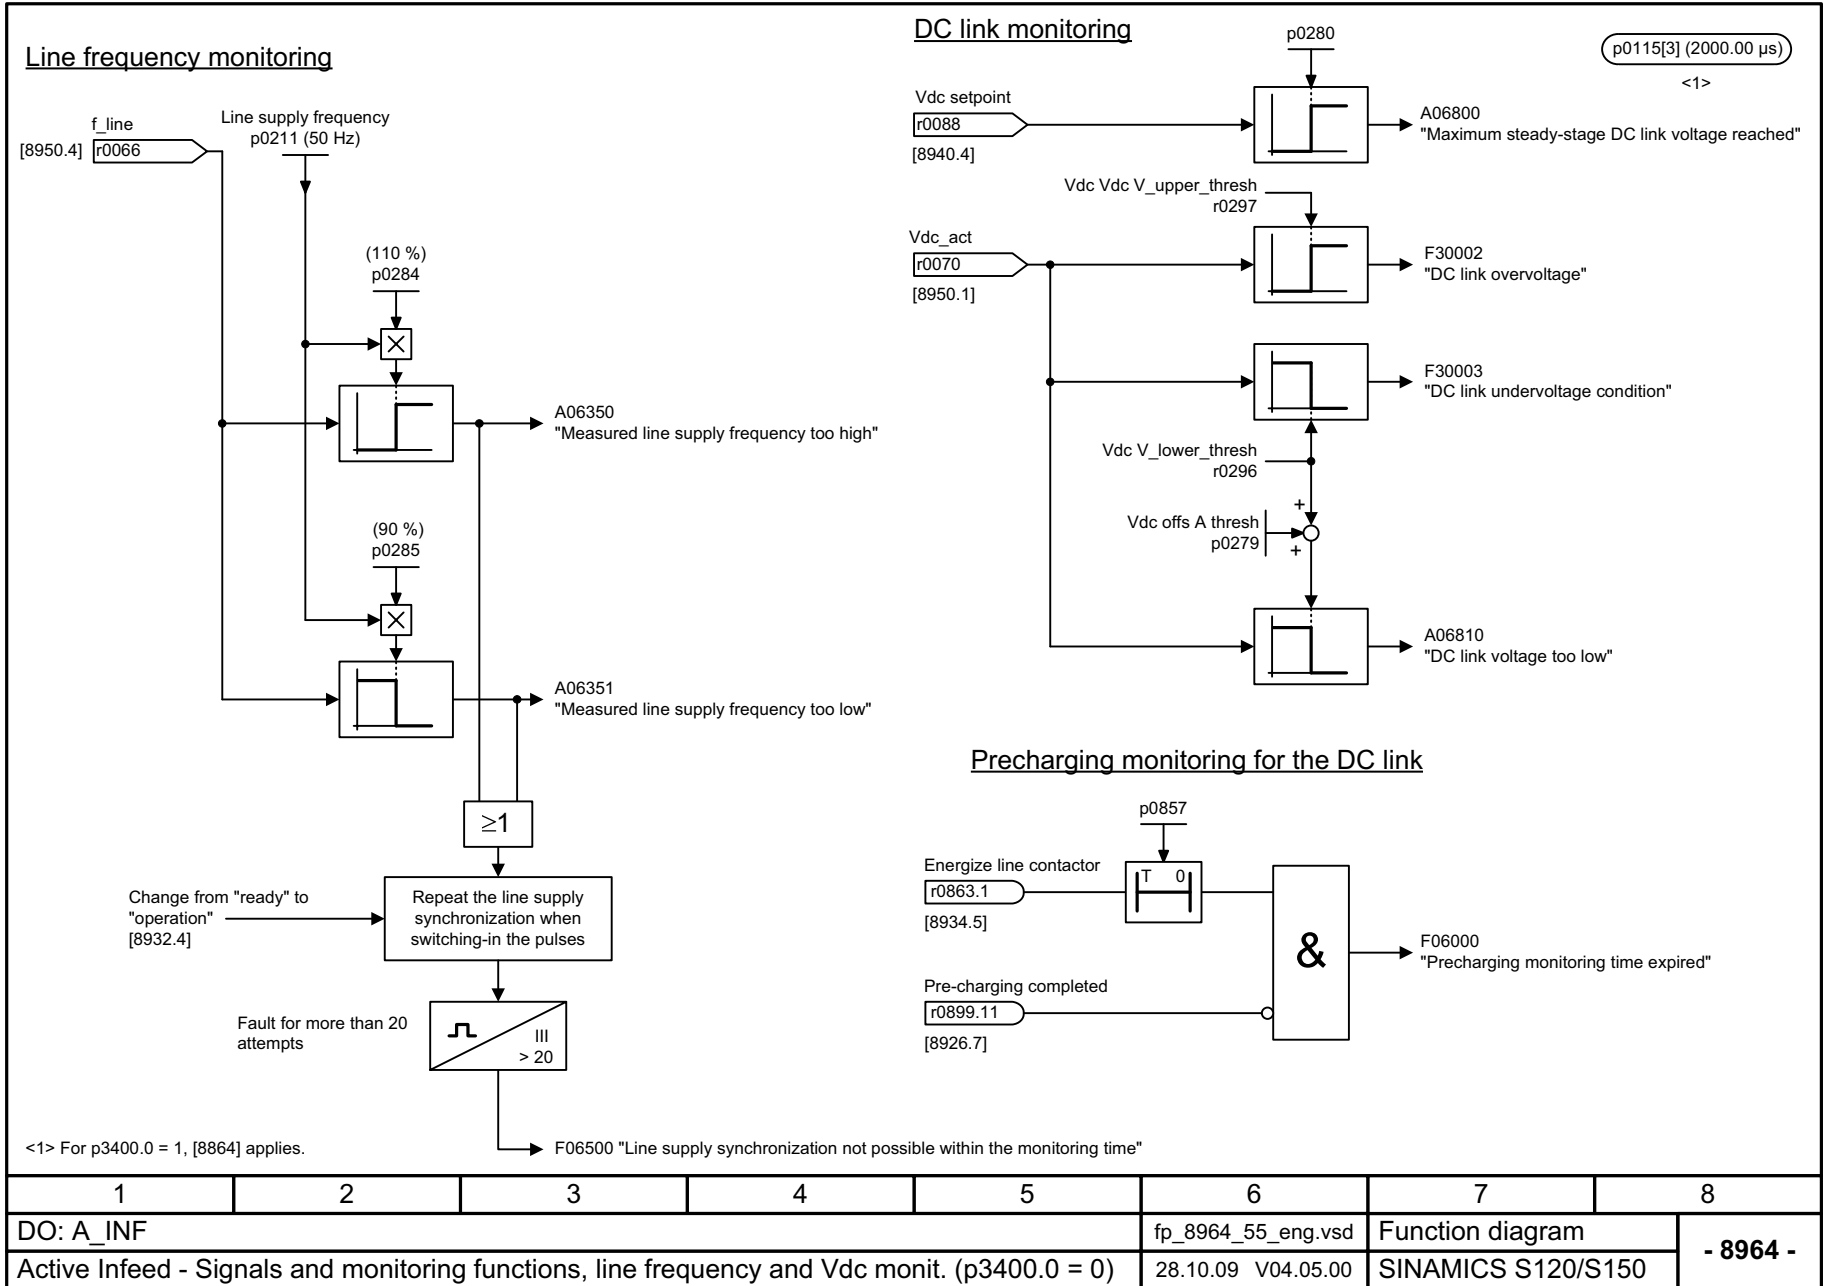 Line frequency monitoring
f_line
[8950.4] r0066
Line supply frequency
p0211 (50 Hz)
(110 %)
p0284
A06350
"Measured line supply frequency too high"
(90 %)
p0285
A06351
"Measured line supply frequency too low"
≥1
Change from "ready" to
"operation"
[8932.4]
Repeat the line supply
synchronization when
switching-in the pulses
Fault for more than 20
attempts
III
> 20
F06500 "Line supply synchronization not possible within the monitoring time"
<1> For p3400.0 = 1, [8864] applies.
DC link monitoring
p0115[3] (2000.00 µs)
<1>
p0280
Vdc setpoint
r0088
[8940.4]
A06800
"Maximum steady-stage DC link voltage reached"
Vdc Vdc V_upper_thresh
r0297
Vdc_act
r0070
[8950.1]
F30002
"DC link overvoltage"
F30003
"DC link undervoltage condition"
Vdc V_lower_thresh
r0296
+
Vdc offs A thresh
p0279
+
A06810
"DC link voltage too low"
Precharging monitoring for the DC link
p0857
Energize line contactor
r0863.1
[8934.5]
T 0
&
F06000
"Precharging monitoring time expired"
Pre-charging completed
r0899.11
[8926.7]
1 2 3 4 5 6 7 8
DO: A_INF
fp_8964_55_eng.vsd
Function diagram
- 8964 -
Active Infeed - Signals and monitoring functions, line frequency and Vdc monit. (p3400.0 = 0)
28.10.09 V04.05.00
SINAMICS S120/S150